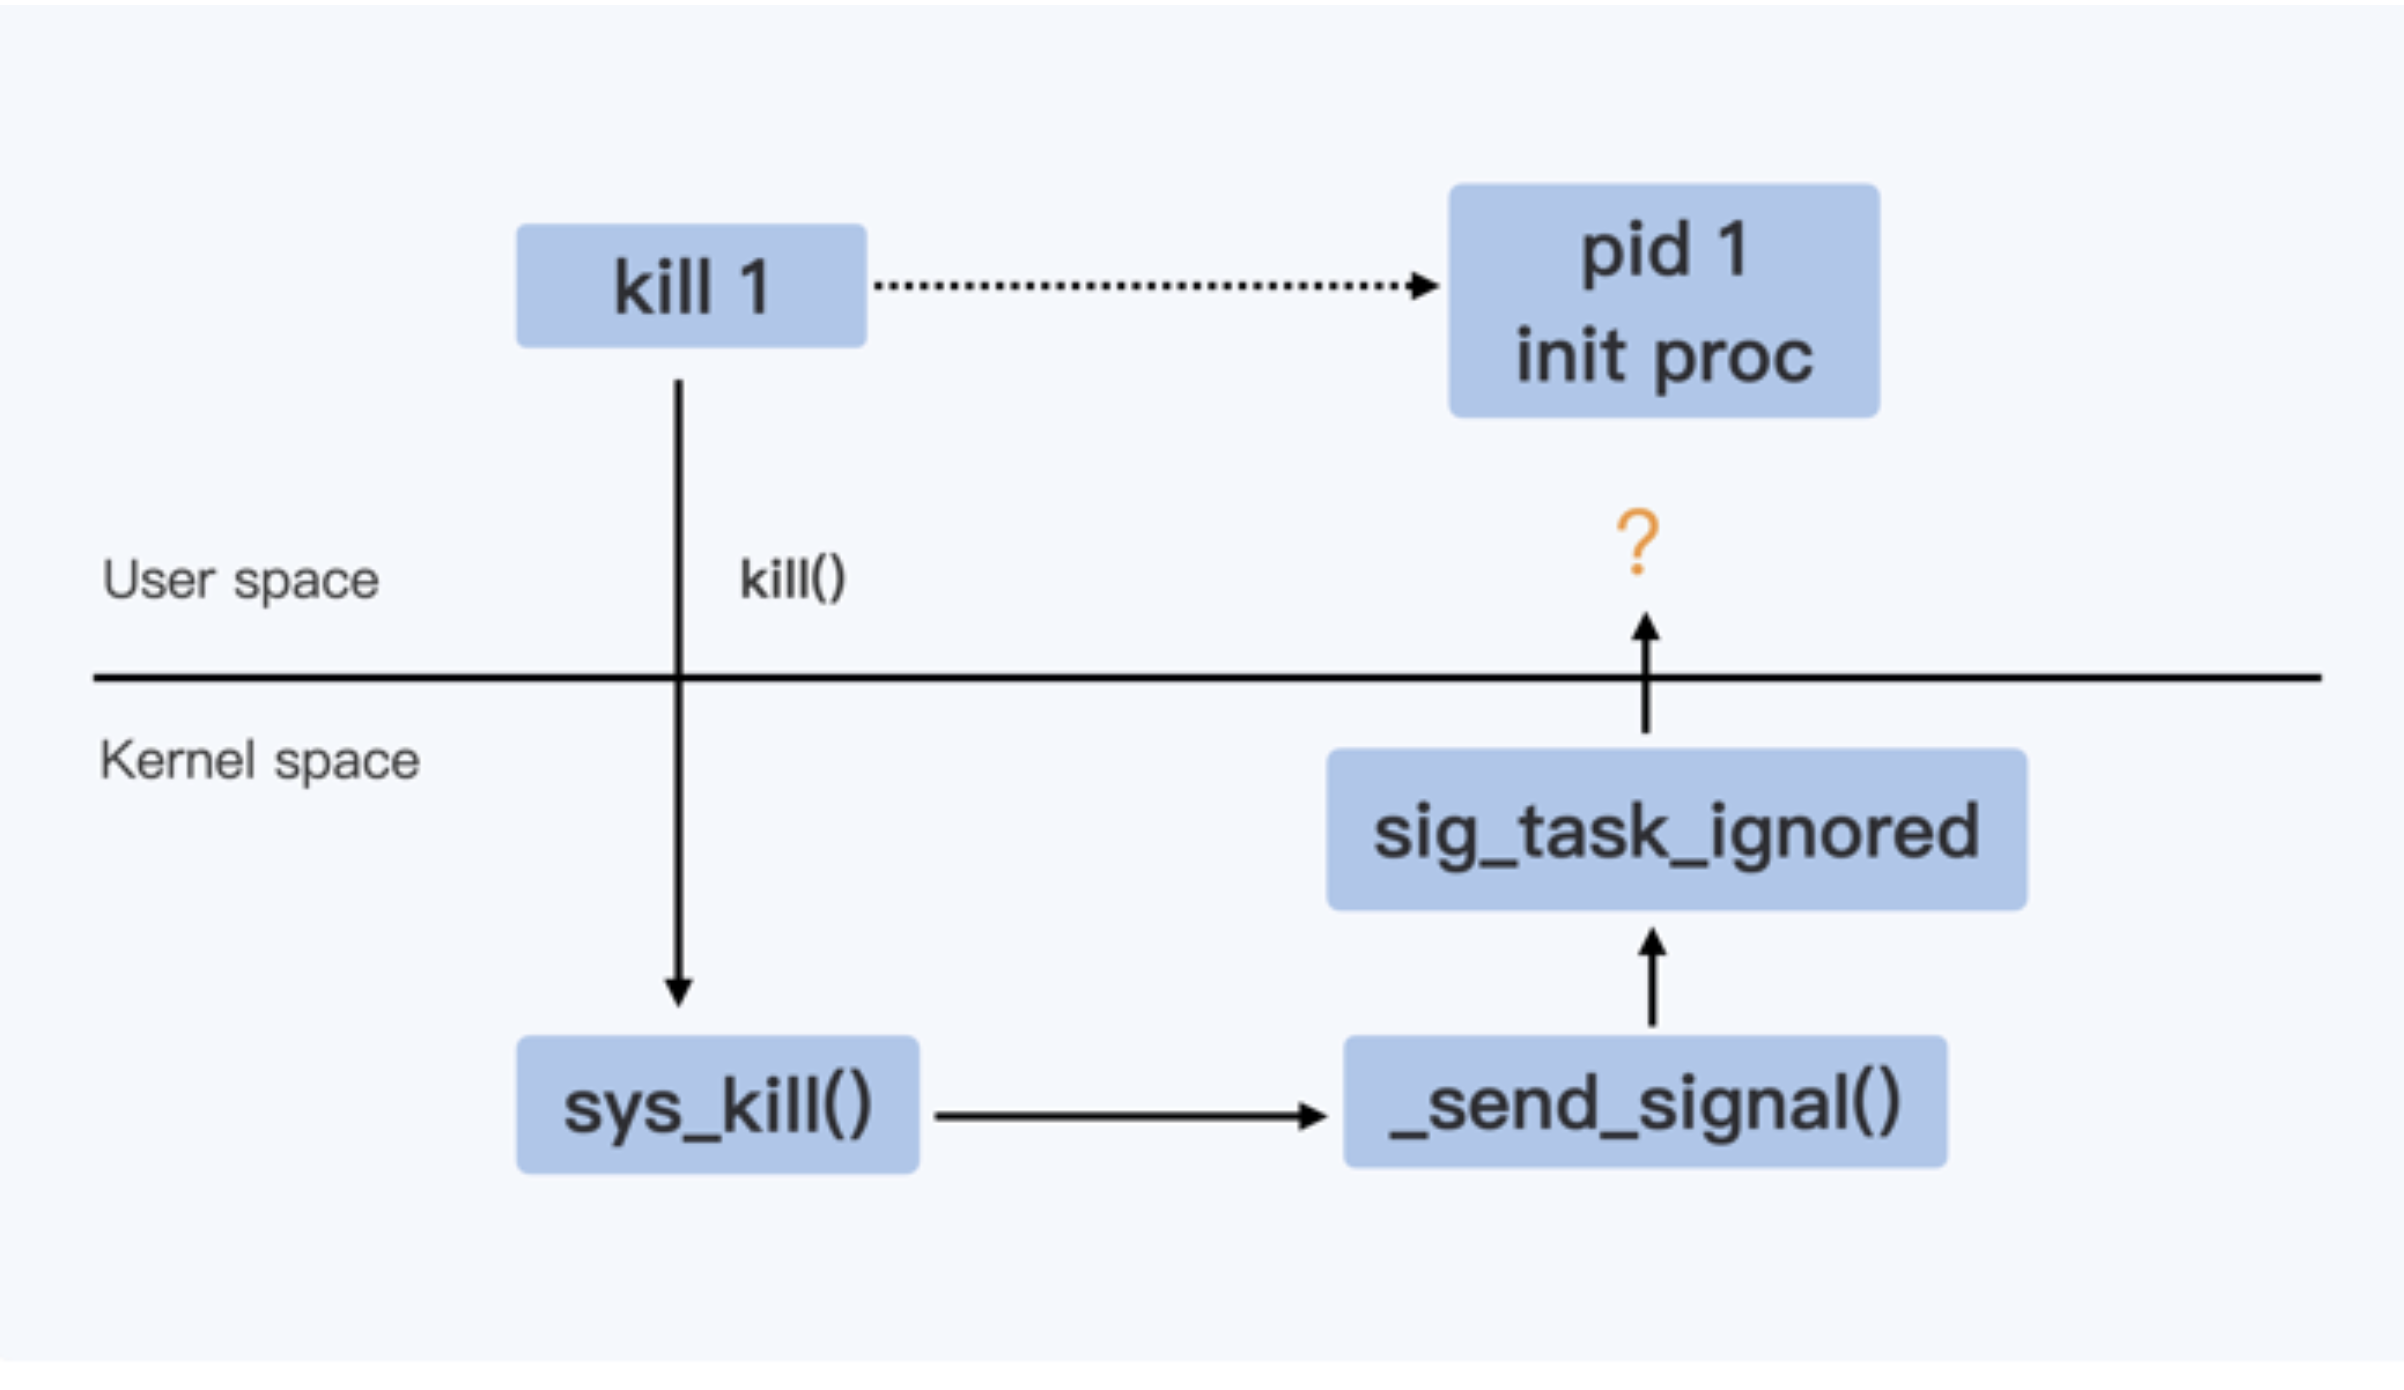 kill 1
pid 1
init proc
?
User space
kill()
Kernel space
sig_task_ignored
sys_kill()
_send_signal()